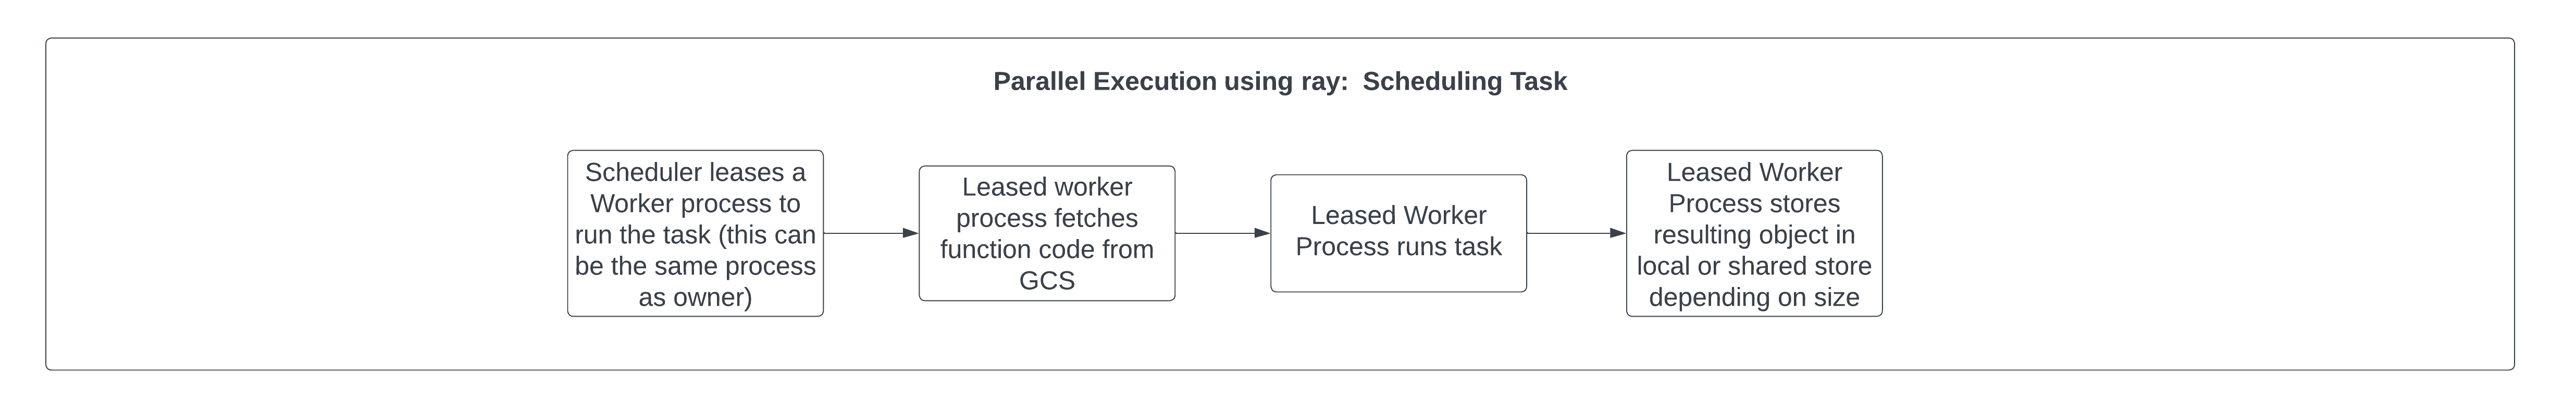 Parallel Execution using ray:  Scheduling Task
Scheduler leases a
Worker process to
run the task (this can
be the same process
as owner)
Leased worker
process fetches
function code from
GCS
Leased Worker
Process runs task
Leased Worker
Process stores
resulting object in
local or shared store
depending on size